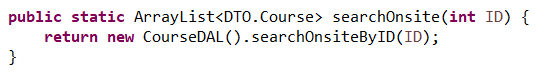 public static ArrayList<DTO.Course> searchOnsite(int ID) {
    return new CourseDAL().searchOnsiteByID(ID);
}